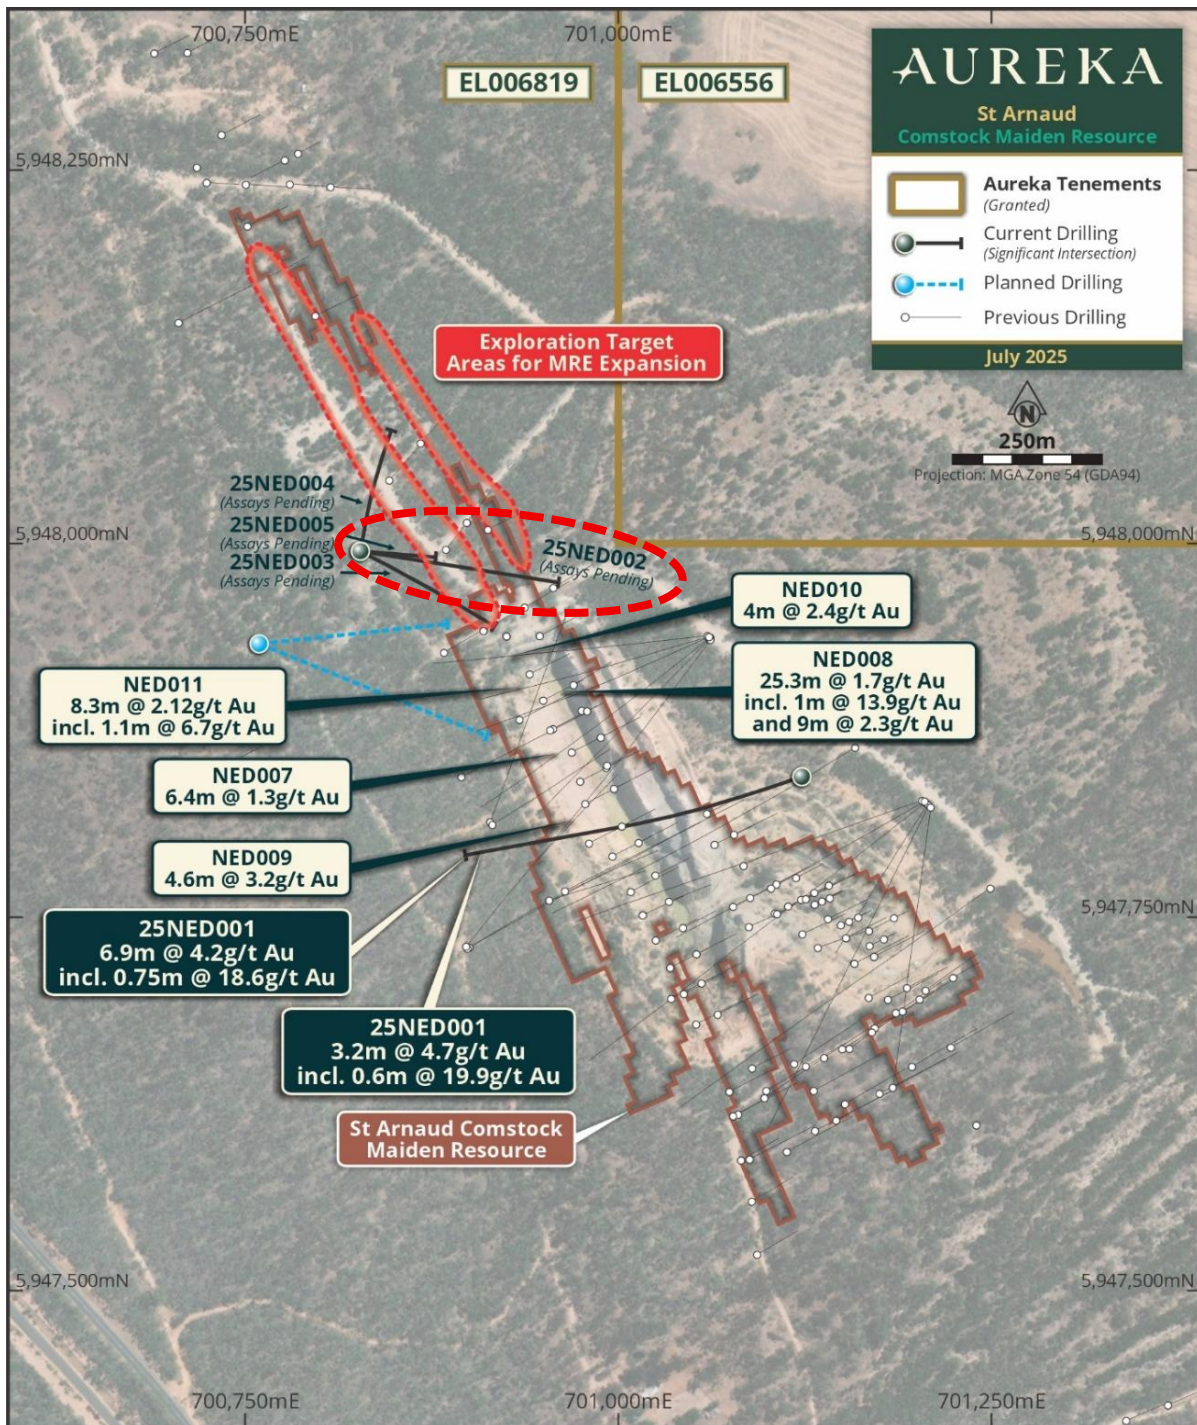 700,750mE
701,000mE
EL006819
EL006556
AUREKA
St Arnaud
Comstock Maiden Resource
Aureka Tenements
(Granted)
Current Drilling
(Significant Intersection)
Planned Drilling
Previous Drilling
July 2025
N
250m
Projection: MGA Zone 54 (GDA94)
5,948,250mN
Exploration Target
Areas for MRE Expansion
25NED004
(Assays Pending)
25NED005
(Assays Pending)
25NED003
(Assays Pending)
25NED002
(Assays Pending)
5,948,000mN
5,948,000mN
NED010
4m @ 2.4g/t Au
NED008
25.3m @ 1.7g/t Au
incl. 1m @ 13.9g/t Au
and 9m @ 2.3g/t Au
NED011
8.3m @ 2.12g/t Au
incl. 1.1m @ 6.7g/t Au
NED007
6.4m @ 1.3g/t Au
NED009
4.6m @ 3.2g/t Au
25NED001
6.9m @ 4.2g/t Au
incl. 0.75m @ 18.6g/t Au
5,947,750mN
25NED001
3.2m @ 4.7g/t Au
incl. 0.6m @ 19.9g/t Au
St Arnaud Comstock
Maiden Resource
5,947,500mN
5,947,500mN
700,750mE
701,000mE
701,250mE